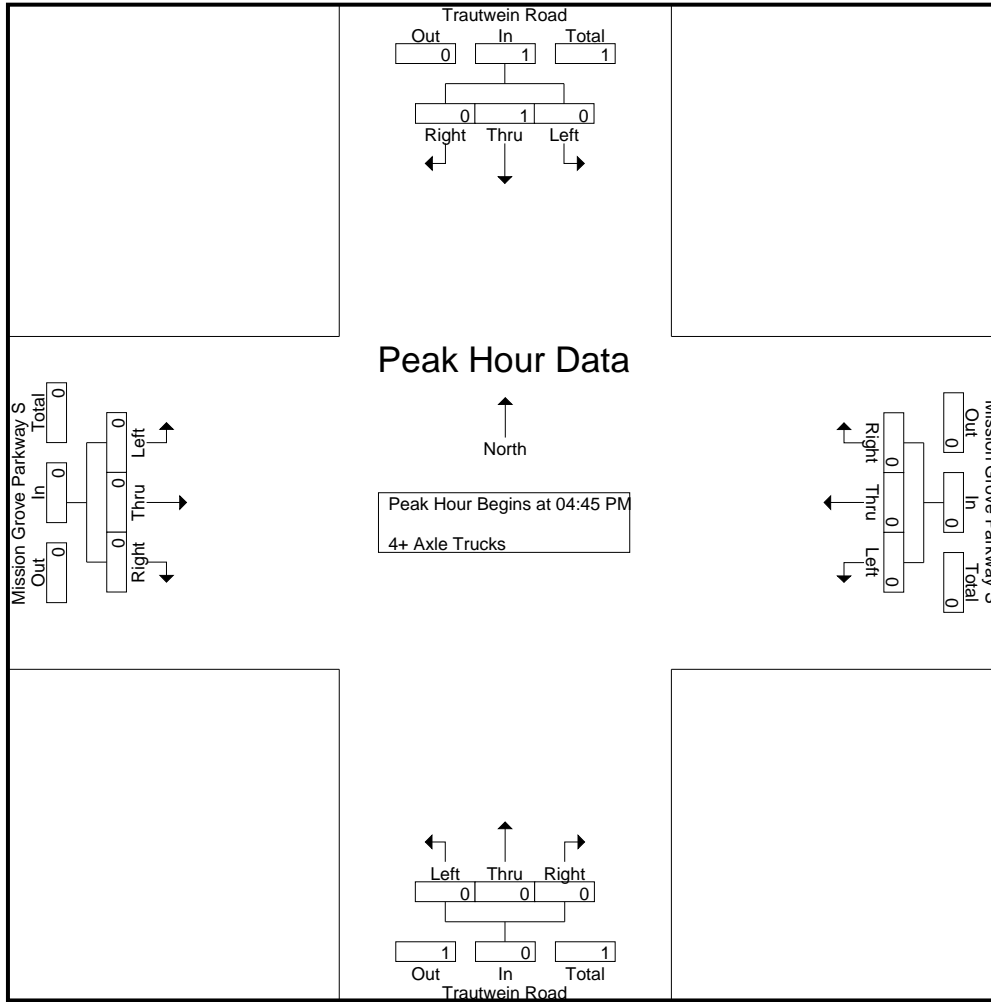 Trautwein Road
Out In Total
0 1 1
0 1 0
Right Thru Left
Peak Hour Data
North
Peak Hour Begins at 04:45 PM
4+ Axle Trucks
Mission Grove Parkway S
Total In Out
0 0 0
0 0 0
Left Thru Right
Mission Grove Parkway S
Out In Total
0 0 0
0 0 0
Right Thru Left
Left Thru Right
0 0 0
1 0 1
Out In Total
Trautwein Road